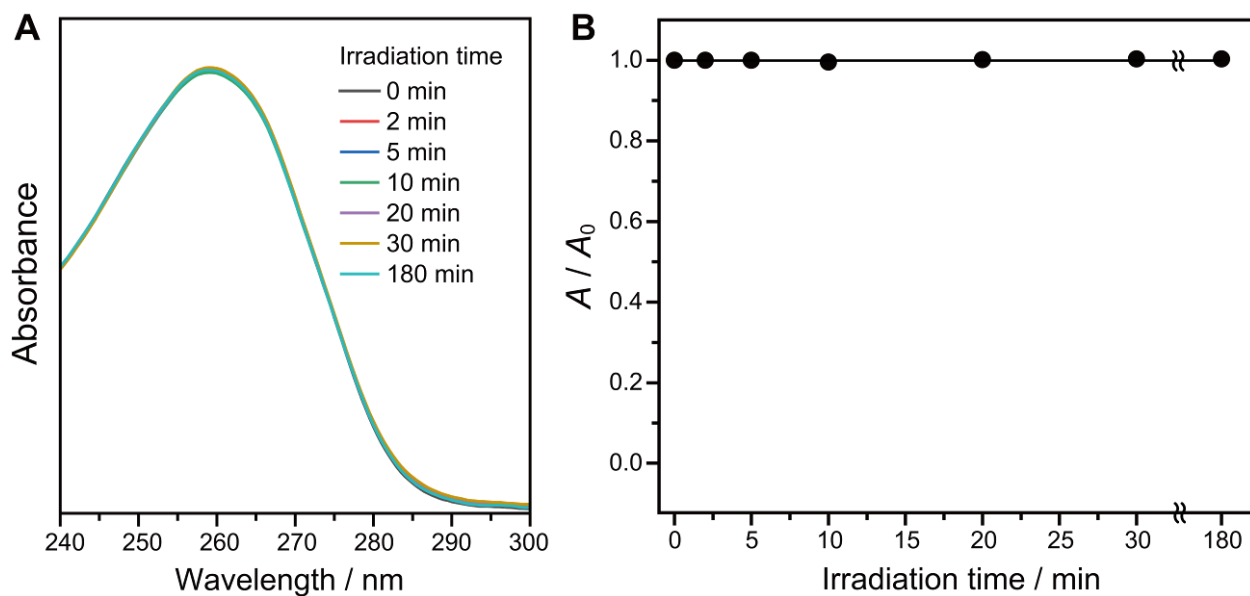 A
Irradiation time
0 min
2 min
5 min
10 min
20 min
30 min
180 min
Absorbance
240 250 260 270 280 290 300
Wavelength / nm
B
1.0
0.8
0.6
0.4
0.2
0.0
A / A0
0 5 10 15 20 25 30 180
Irradiation time / min